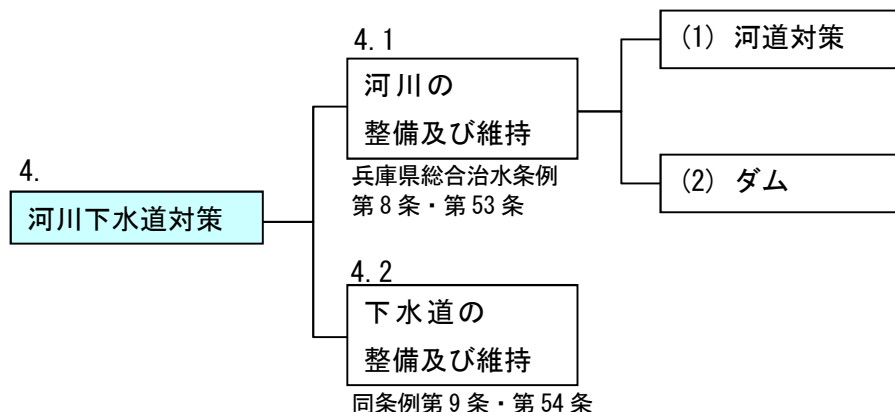 4.
河川下水道対策
4.1
河川の
整備及び維持
兵庫県総合治水条例
第8条・第53条
(1) 河道対策
(2) ダム
4.2
下水道の
整備及び維持
同条例第9条・第54条